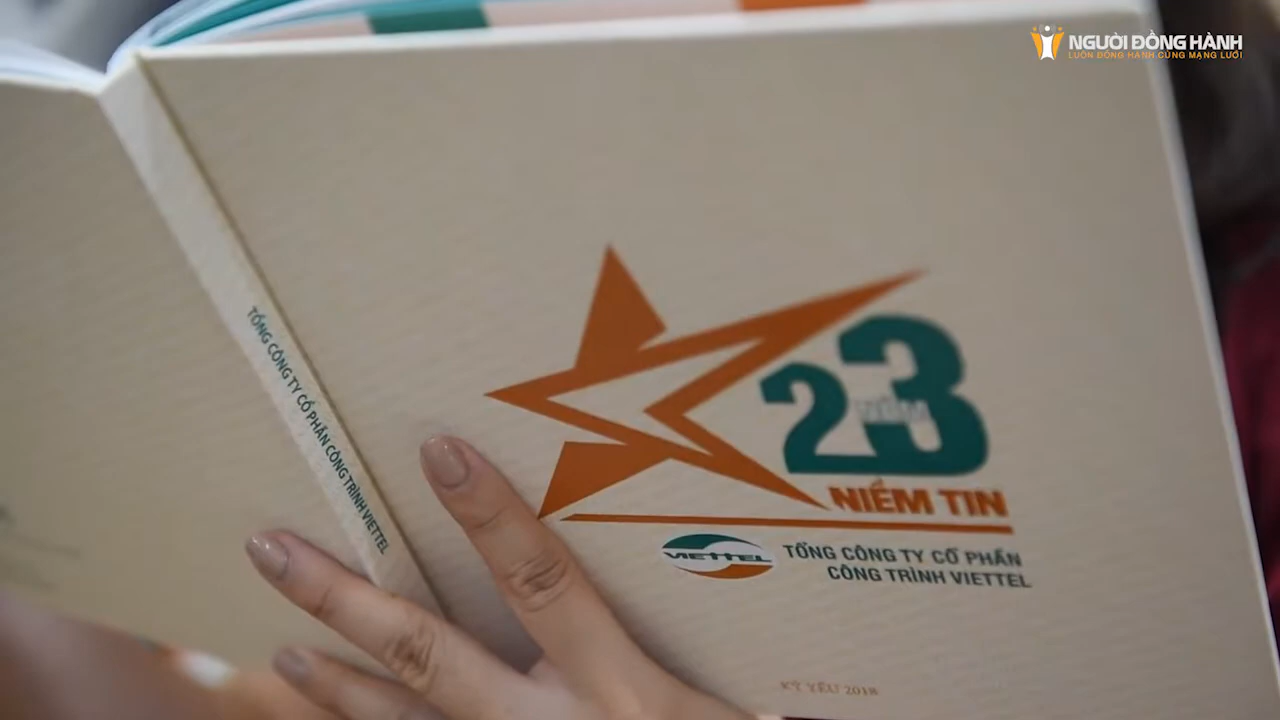 NGƯỜI ĐỒNG HÀNH
LUÔN ĐỒNG HÀNH CÙNG MẠNG LƯỚI
TỔNG CÔNG TY CỔ PHẦN CÔNG TRÌNH VIETTEL
23
NĂM
NIỀM TIN
VIETTEL
TỔNG CÔNG TY CỔ PHẦN
CÔNG TRÌNH VIETTEL
KỶ YẾU 2018